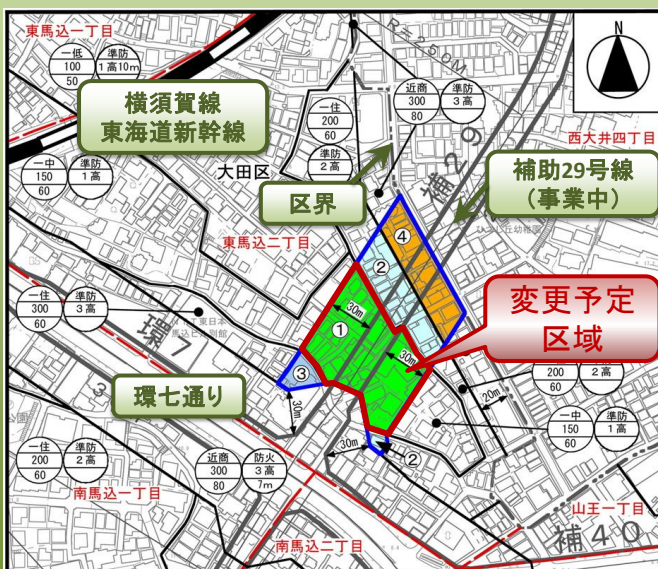 東馬込一丁目
一低
100
50
準防
1高10m
横須賀線
東海道新幹線
R=250M
近商
300
80
準防
3高
N
一住
200
60
準防
2高
大田区
補29
西大井四丁目
一中
150
60
準防
1高
区界
補助29号線
(事業中)
東馬込二丁目
④
②
変更予定
区域
一住
300
60
準防
3高
環7
①
30m
30m
③
環七通り
30m
200
60
2高
20m
一中
150
60
準防
1高
30m
②
一住
200
60
準防
2高
近商
300
80
防火
3高
7m
南馬込一丁目
南馬込二丁目
山王一丁目
補40